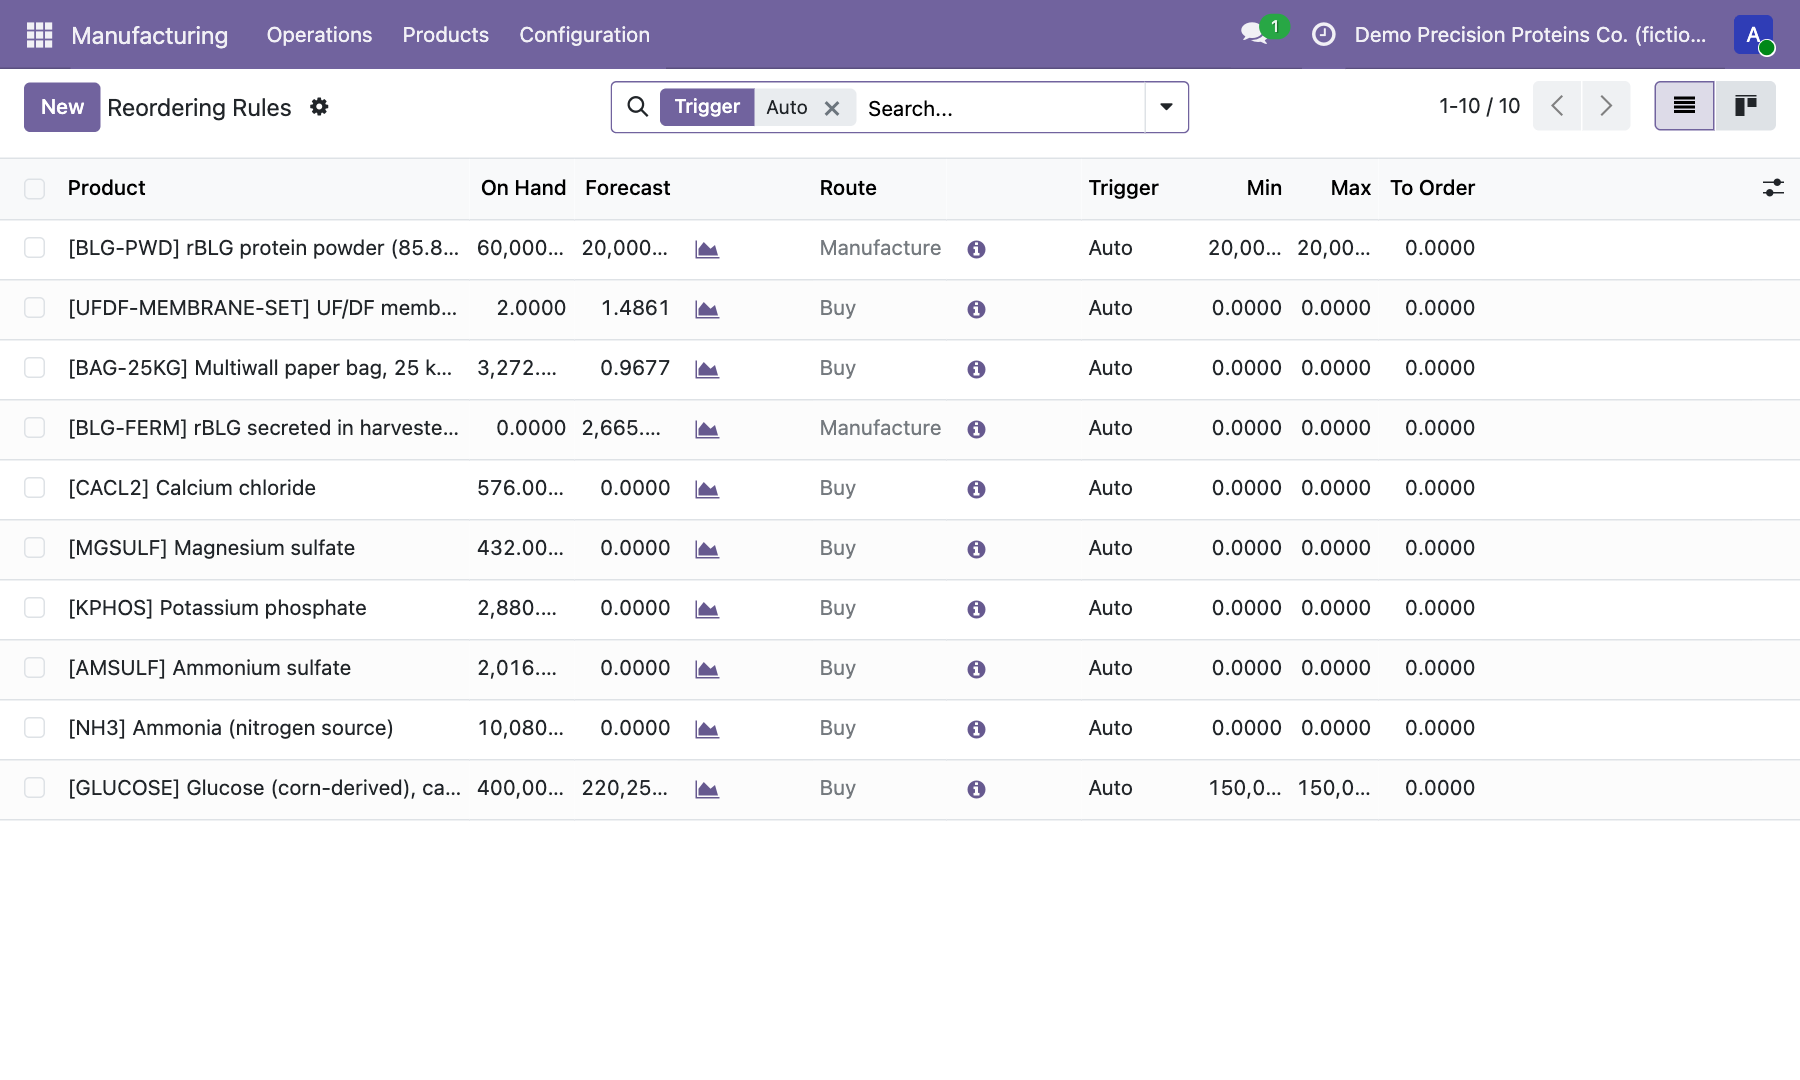 Manufacturing Operations Products Configuration 1 Demo Precision Proteins Co. (fictio... A
New Reordering Rules Trigger Auto Search... 1-10 / 10
Product On Hand Forecast Route Trigger Min Max To Order
[BLG-PWD] rBLG protein powder (85.8... 60,000... 20,000... Manufacture Auto 20,00... 20,00... 0.0000
[UFDF-MEMBRANE-SET] UF/DF memb... 2.0000 1.4861 Buy Auto 0.0000 0.0000 0.0000
[BAG-25KG] Multiwall paper bag, 25 k... 3,272.... 0.9677 Buy Auto 0.0000 0.0000 0.0000
[BLG-FERM] rBLG secreted in harveste... 0.0000 2,665.... Manufacture Auto 0.0000 0.0000 0.0000
[CACL2] Calcium chloride 576.00... 0.0000 Buy Auto 0.0000 0.0000 0.0000
[MGSULF] Magnesium sulfate 432.00... 0.0000 Buy Auto 0.0000 0.0000 0.0000
[KPHOS] Potassium phosphate 2,880.... 0.0000 Buy Auto 0.0000 0.0000 0.0000
[AMSULF] Ammonium sulfate 2,016.... 0.0000 Buy Auto 0.0000 0.0000 0.0000
[NH3] Ammonia (nitrogen source) 10,080... 0.0000 Buy Auto 0.0000 0.0000 0.0000
[GLUCOSE] Glucose (corn-derived), ca... 400,00... 220,25... Buy Auto 150,0... 150,0... 0.0000